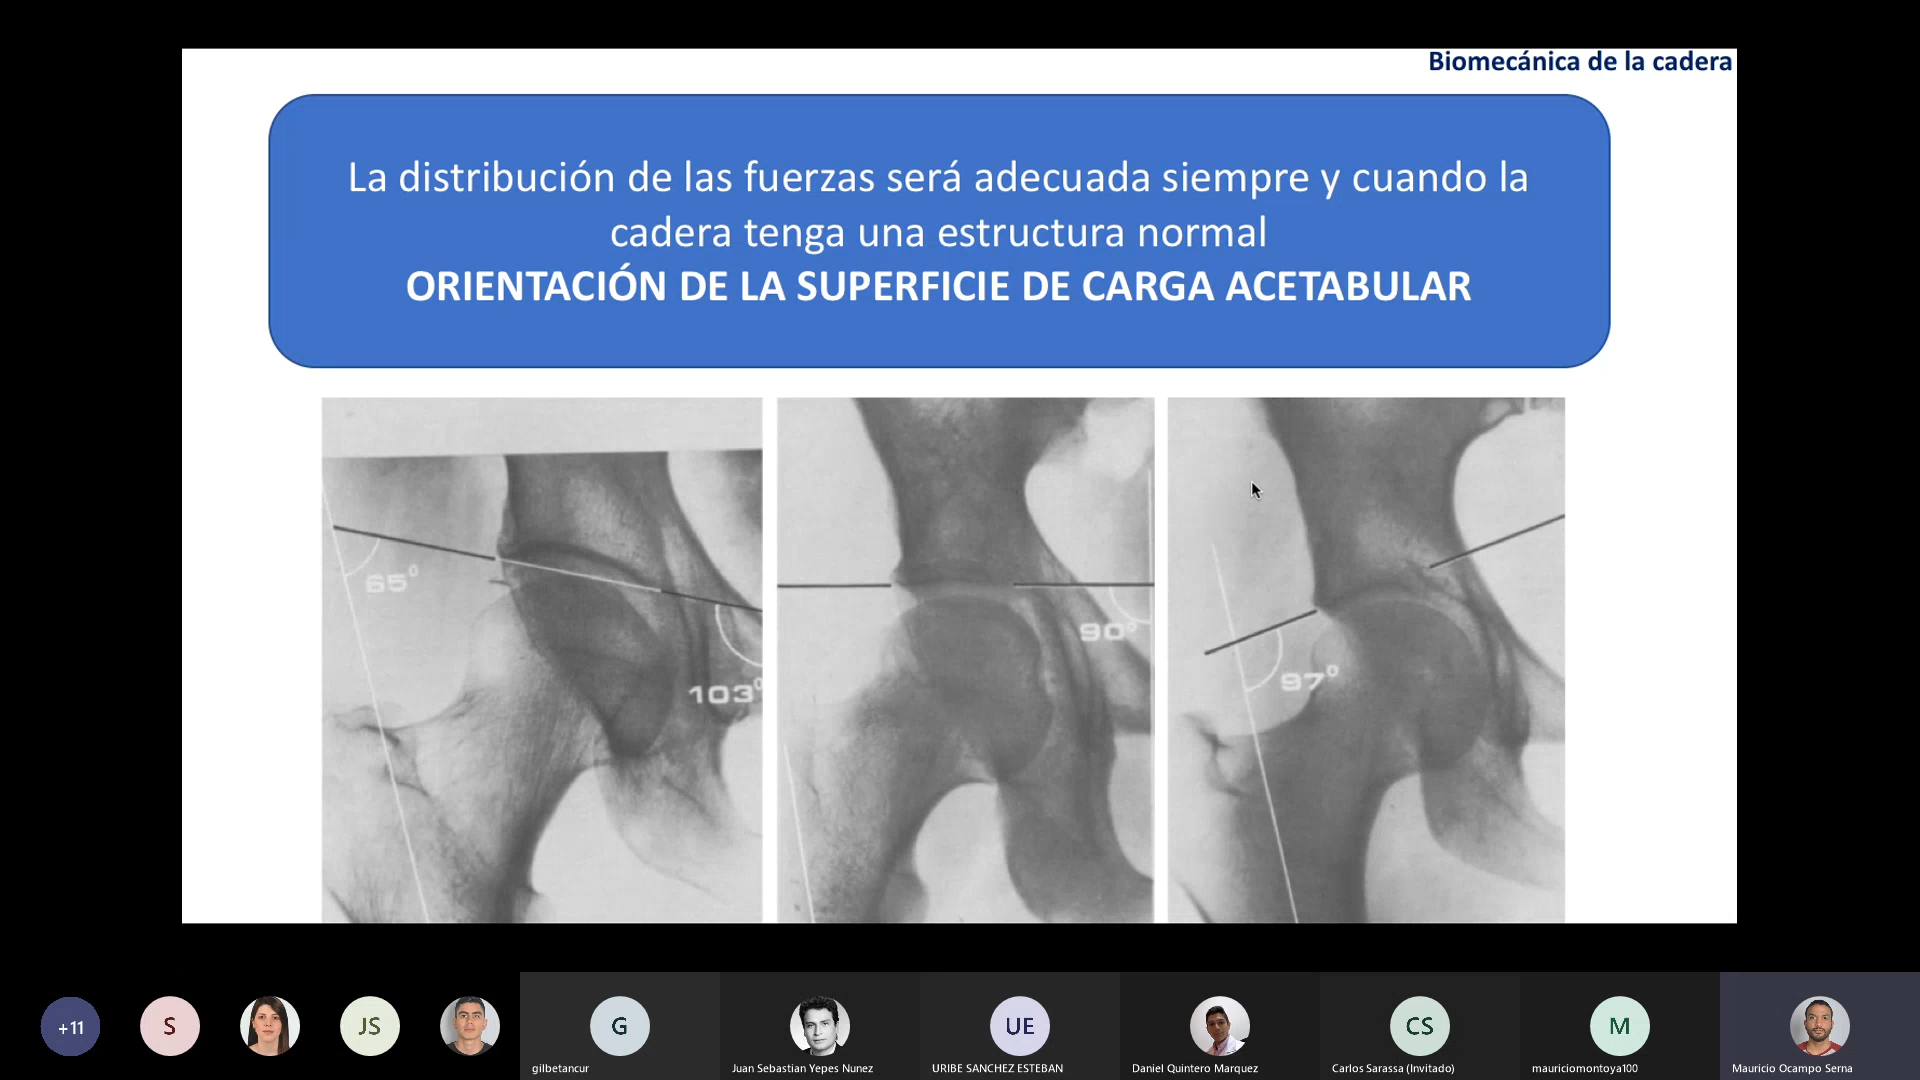 Biomecánica de la cadera
La distribución de las fuerzas será adecuada siempre y cuando la
cadera tenga una estructura normal
ORIENTACIÓN DE LA SUPERFICIE DE CARGA ACETABULAR
65°
103°
90°
97°
+11
S
JS
G
UE
CS
M
gilbetancur
Juan Sebastian Yepes Nunez
URIBE SANCHEZ ESTEBAN
Daniel Quintero Marquez
Carlos Sarassa (Invitado)
mauriciomontoya100
Mauricio Ocampo Serna